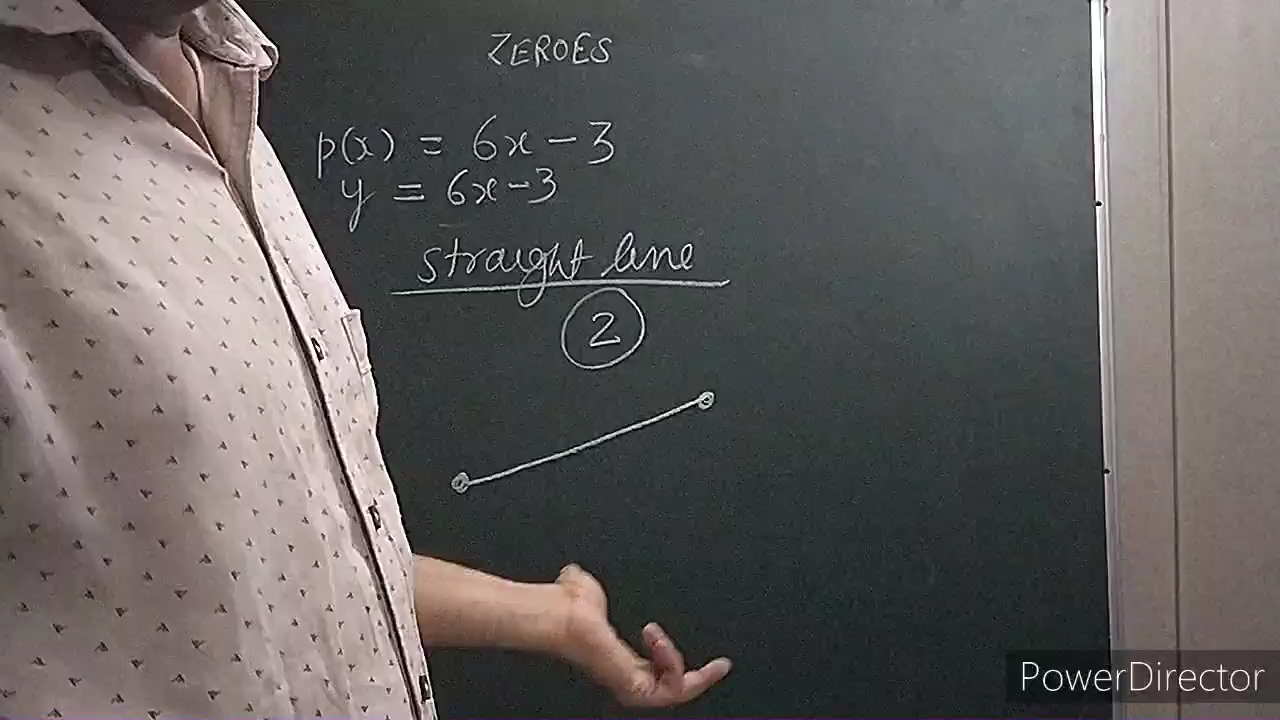 ZEROES
p(x) = 6x - 3
y = 6x - 3
straight line
2
PowerDirector